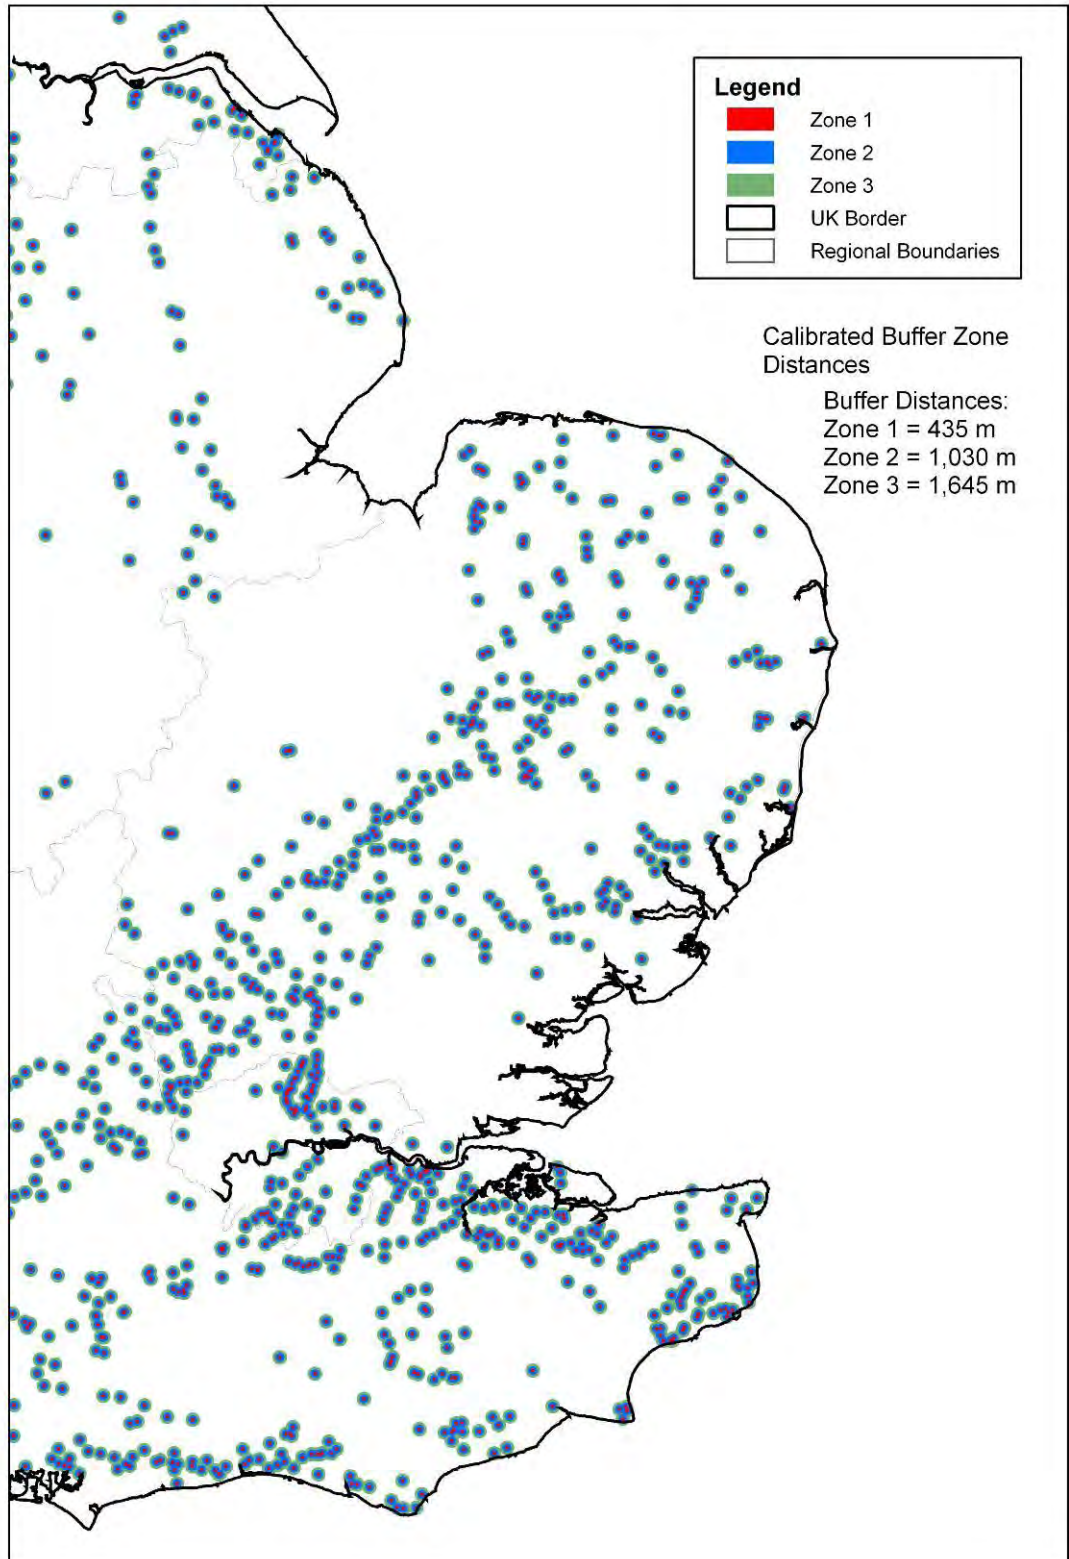 Legend
Zone 1
Zone 2
Zone 3
UK Border
Regional Boundaries
Calibrated Buffer Zone
Distances
Buffer Distances:
Zone 1 = 435 m
Zone 2 = 1,030 m
Zone 3 = 1,645 m